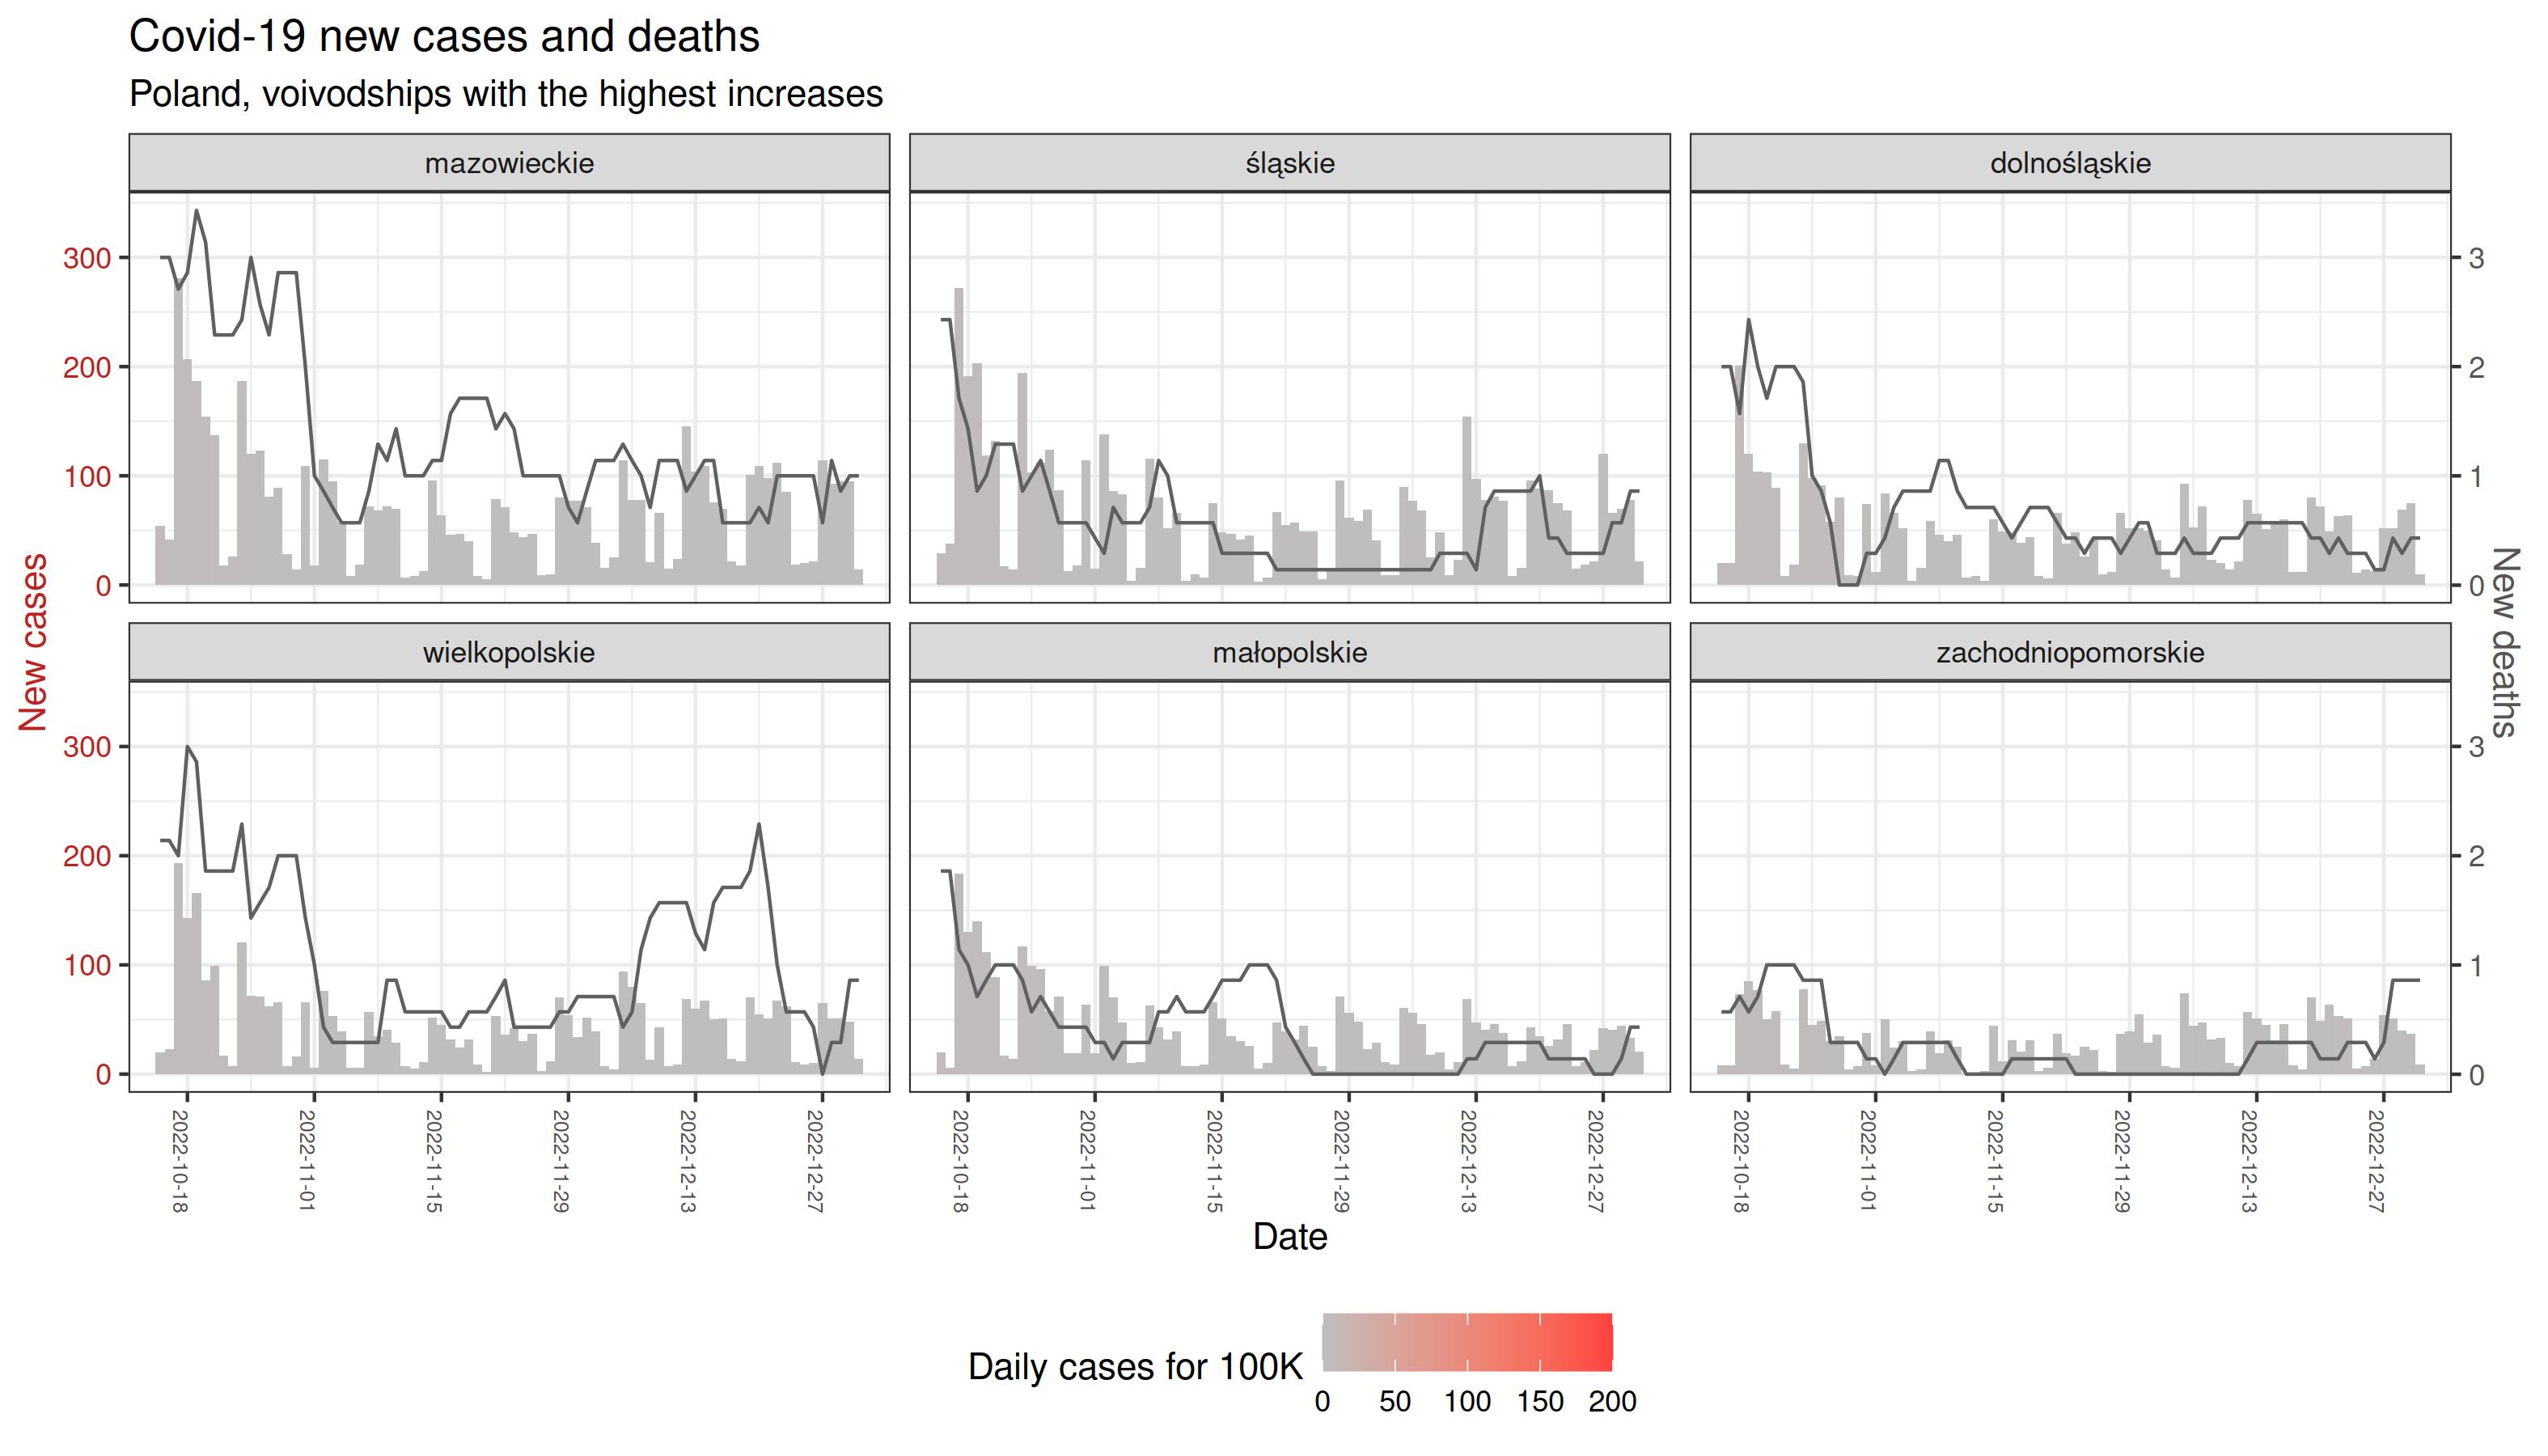 Covid-19 new cases and deaths
Poland, voivodships with the highest increases
mazowieckie
śląskie
dolnośląskie
300
200
100
0
3
2
1
0
New cases
New deaths
wielkopolskie
małopolskie
zachodniopomorskie
300
200
100
0
3
2
1
0
2022-10-18
2022-11-01
2022-11-15
2022-11-29
2022-12-13
2022-12-27
2022-10-18
2022-11-01
2022-11-15
2022-11-29
2022-12-13
2022-12-27
2022-10-18
2022-11-01
2022-11-15
2022-11-29
2022-12-13
2022-12-27
Date
Daily cases for 100K
0 50 100 150 200